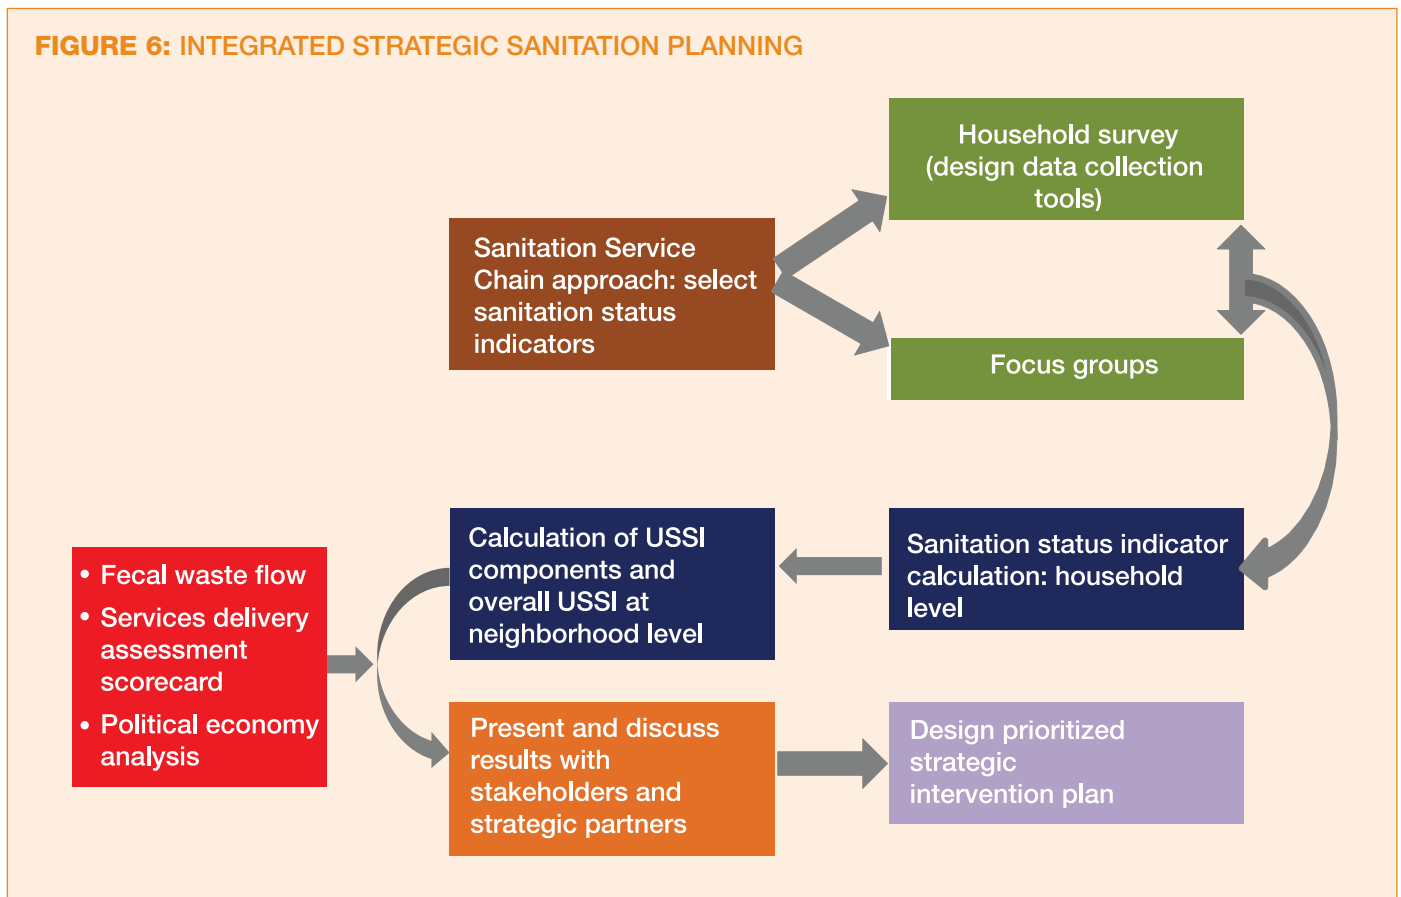 FIGURE 6: INTEGRATED STRATEGIC SANITATION PLANNING
Household survey
(design data collection
tools)
Sanitation Service
Chain approach: select
sanitation status
indicators
Focus groups
Sanitation status indicator
calculation: household
level
Calculation of USSI
components and
overall USSI at
neighborhood level
• Fecal waste flow
• Services delivery
assessment
scorecard
• Political economy
analysis
Present and discuss
results with
stakeholders and
strategic partners
Design prioritized
strategic
intervention plan